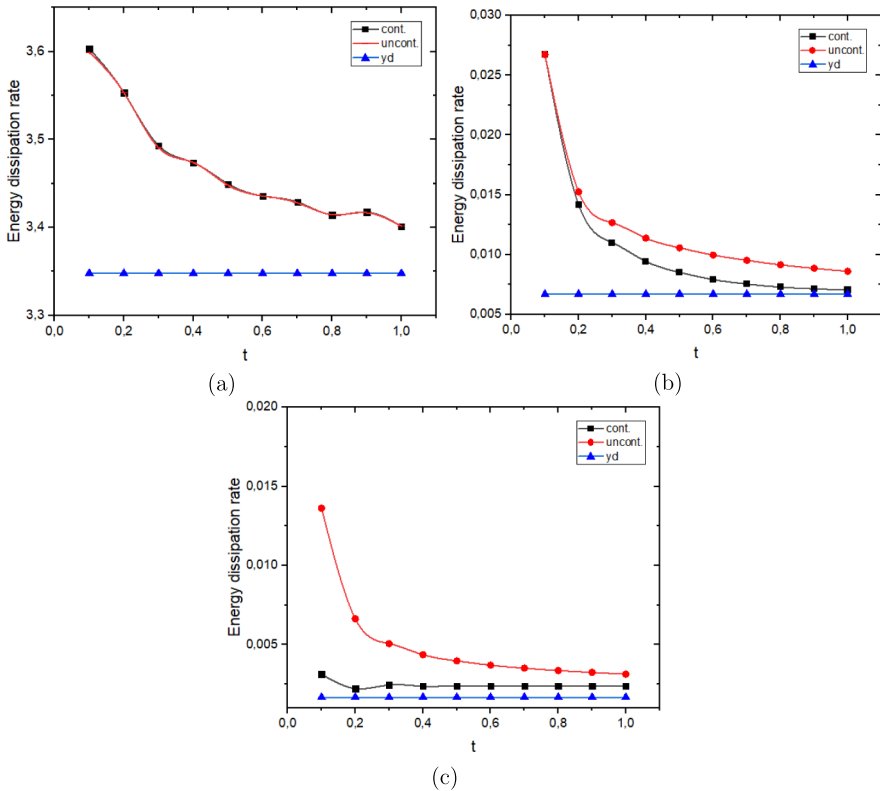 cont.
uncont.
yd
Energy dissipation rate
3,6
3,5
3,4
3,3
0,0 0,2 0,4 0,6 0,8 1,0
t
(a)
cont.
uncont.
yd
Energy dissipation rate
0,030
0,025
0,020
0,015
0,010
0,005
0,0 0,2 0,4 0,6 0,8 1,0
t
(b)
cont.
uncont.
yd
Energy dissipation rate
0,020
0,015
0,010
0,005
0,0 0,2 0,4 0,6 0,8 1,0
t
(c)